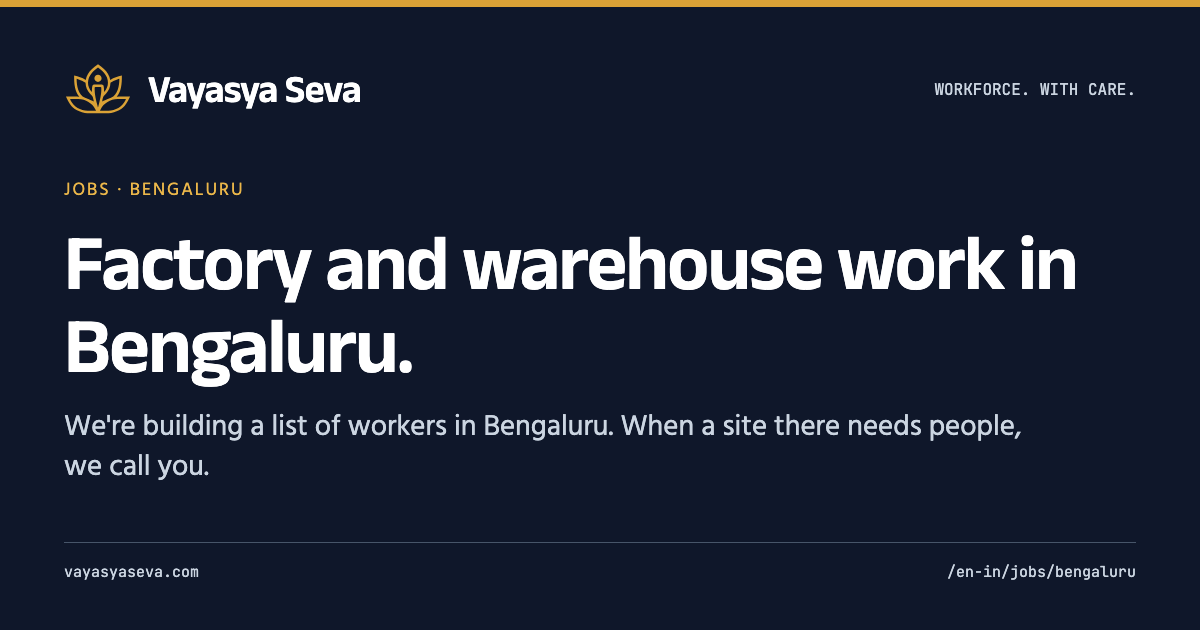 Vayasya Seva
WORKFORCE. WITH CARE.
JOBS · BENGALURU
Factory and warehouse work in
Bengaluru.
We're building a list of workers in Bengaluru. When a site there needs people,
we call you.
vayasyaseva.com
/en-in/jobs/bengaluru